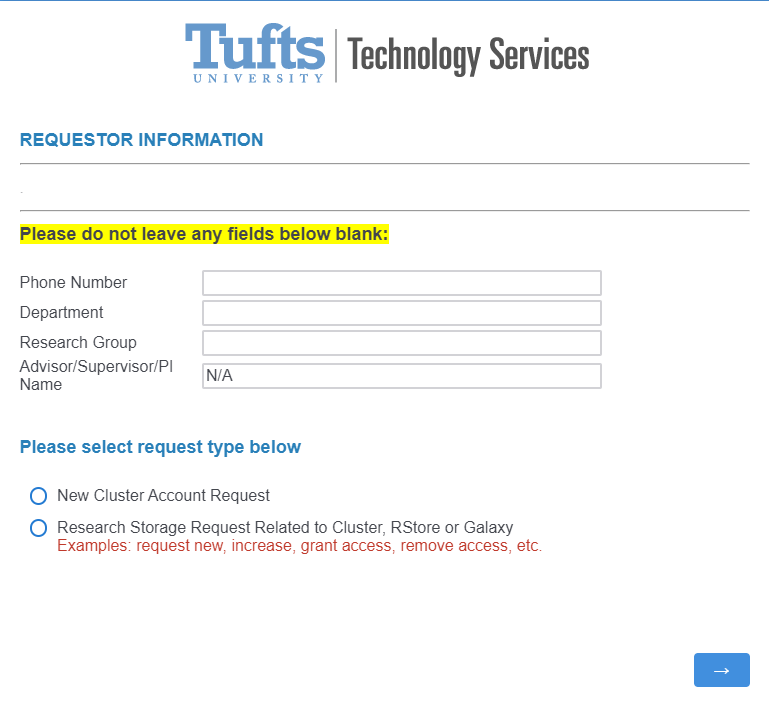 Tufts
UNIVERSITY
Technology Services
REQUESTOR INFORMATION
.
Please do not leave any fields below blank:
Phone Number
Department
Research Group
Advisor/Supervisor/PI
Name
N/A
Please select request type below
New Cluster Account Request
Research Storage Request Related to Cluster, RStore or Galaxy
Examples: request new, increase, grant access, remove access, etc.
→